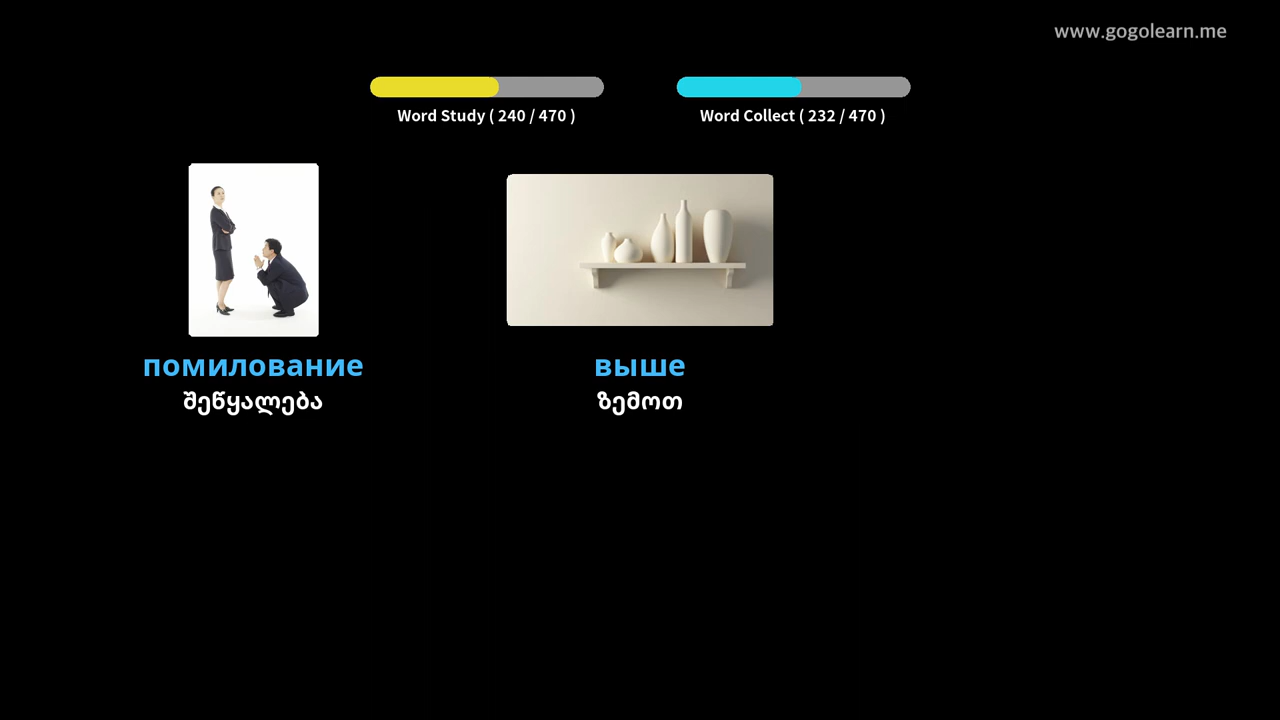 www.gogolearn.me
Word Study ( 240 / 470 )
Word Collect ( 232 / 470 )
помилование
შეწყალება
выше
ზემოთ